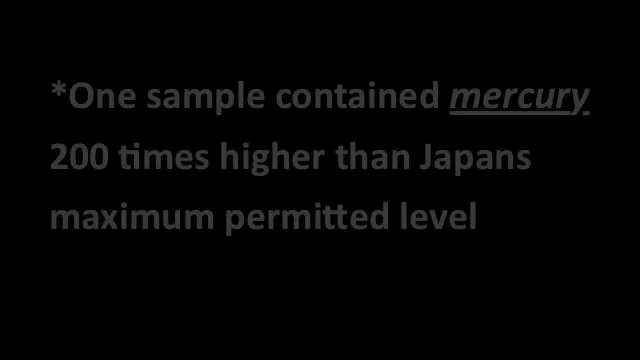 *One sample contained mercury
200 times higher than Japans
maximum permitted level